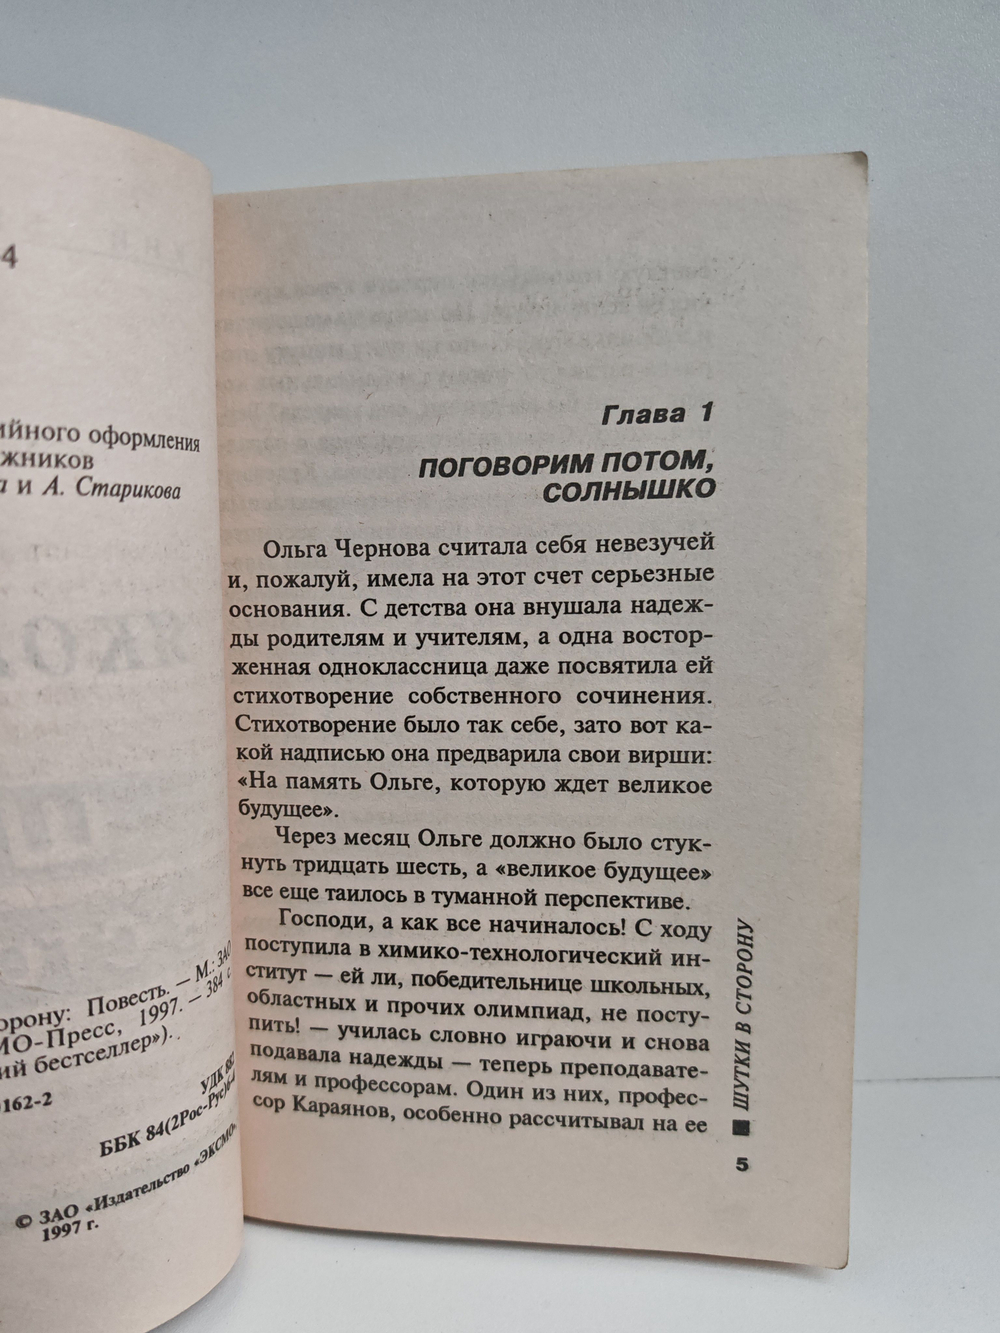 4
ийного оформления
жников
а и А. Старикова
орону: Повесть. — М.: ЗАО
МО-Пресс, 1997. — 384 с.
ий бестселлер»).
162-2
УДК 882
ББК 84(2Рос-Рус)6-4
© ЗАО «Издательство «ЭКСМО»
1997 г.
Глава 1
ПОГОВОРИМ ПОТОМ,
СОЛНЫШКО
Ольга Чернова считала себя невезучей
и, пожалуй, имела на этот счет серьезные
основания. С детства она внушала надеж-
ды родителям и учителям, а одна востор-
женная одноклассница даже посвятила ей
стихотворение собственного сочинения.
Стихотворение было так себе, зато вот ка-
кой надписью она предварила свои вирши:
«На память Ольге, которую ждет великое
будущее».
Через месяц Ольге должно было стук-
нуть тридцать шесть, а «великое будущее»
все еще таилось в туманной перспективе.
Господи, а как все начиналось! С ходу
поступила в химико-технологический ин-
ститут — ей ли, победительнице школьных,
областных и прочих олимпиад, не посту-
пить! — училась словно играючи и снова
подавала надежды — теперь преподавате-
лям и профессорам. Один из них, профес-
сор Караянов, особенно рассчитывал на ее
ШУТКИ В СТОРОНУ
5